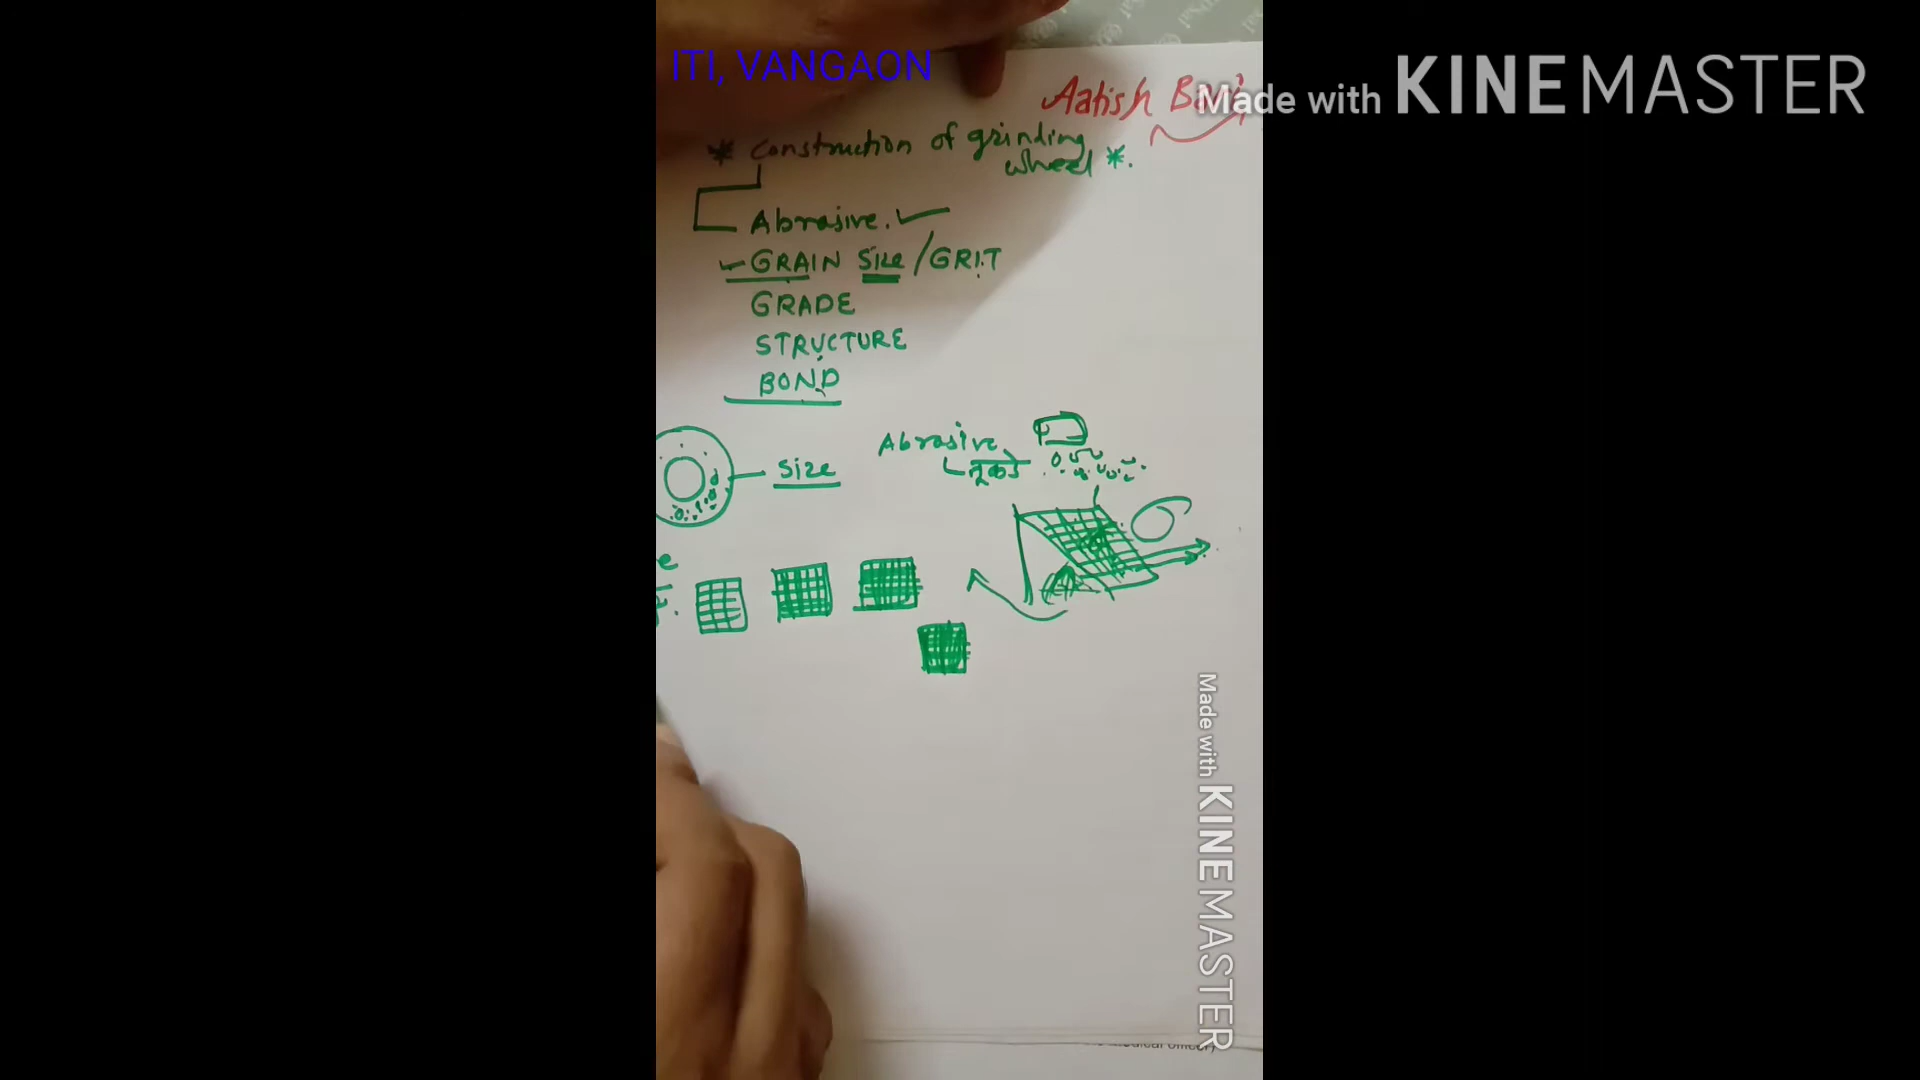 ITI, VANGAON
Made with KINEMASTER
Aatish
* Construction of grinding
wheel *.
Abrasive.
GRAIN Size / GRIT
GRADE
STRUCTURE
BOND
Abrasive
Size
Made with KINEMASTER